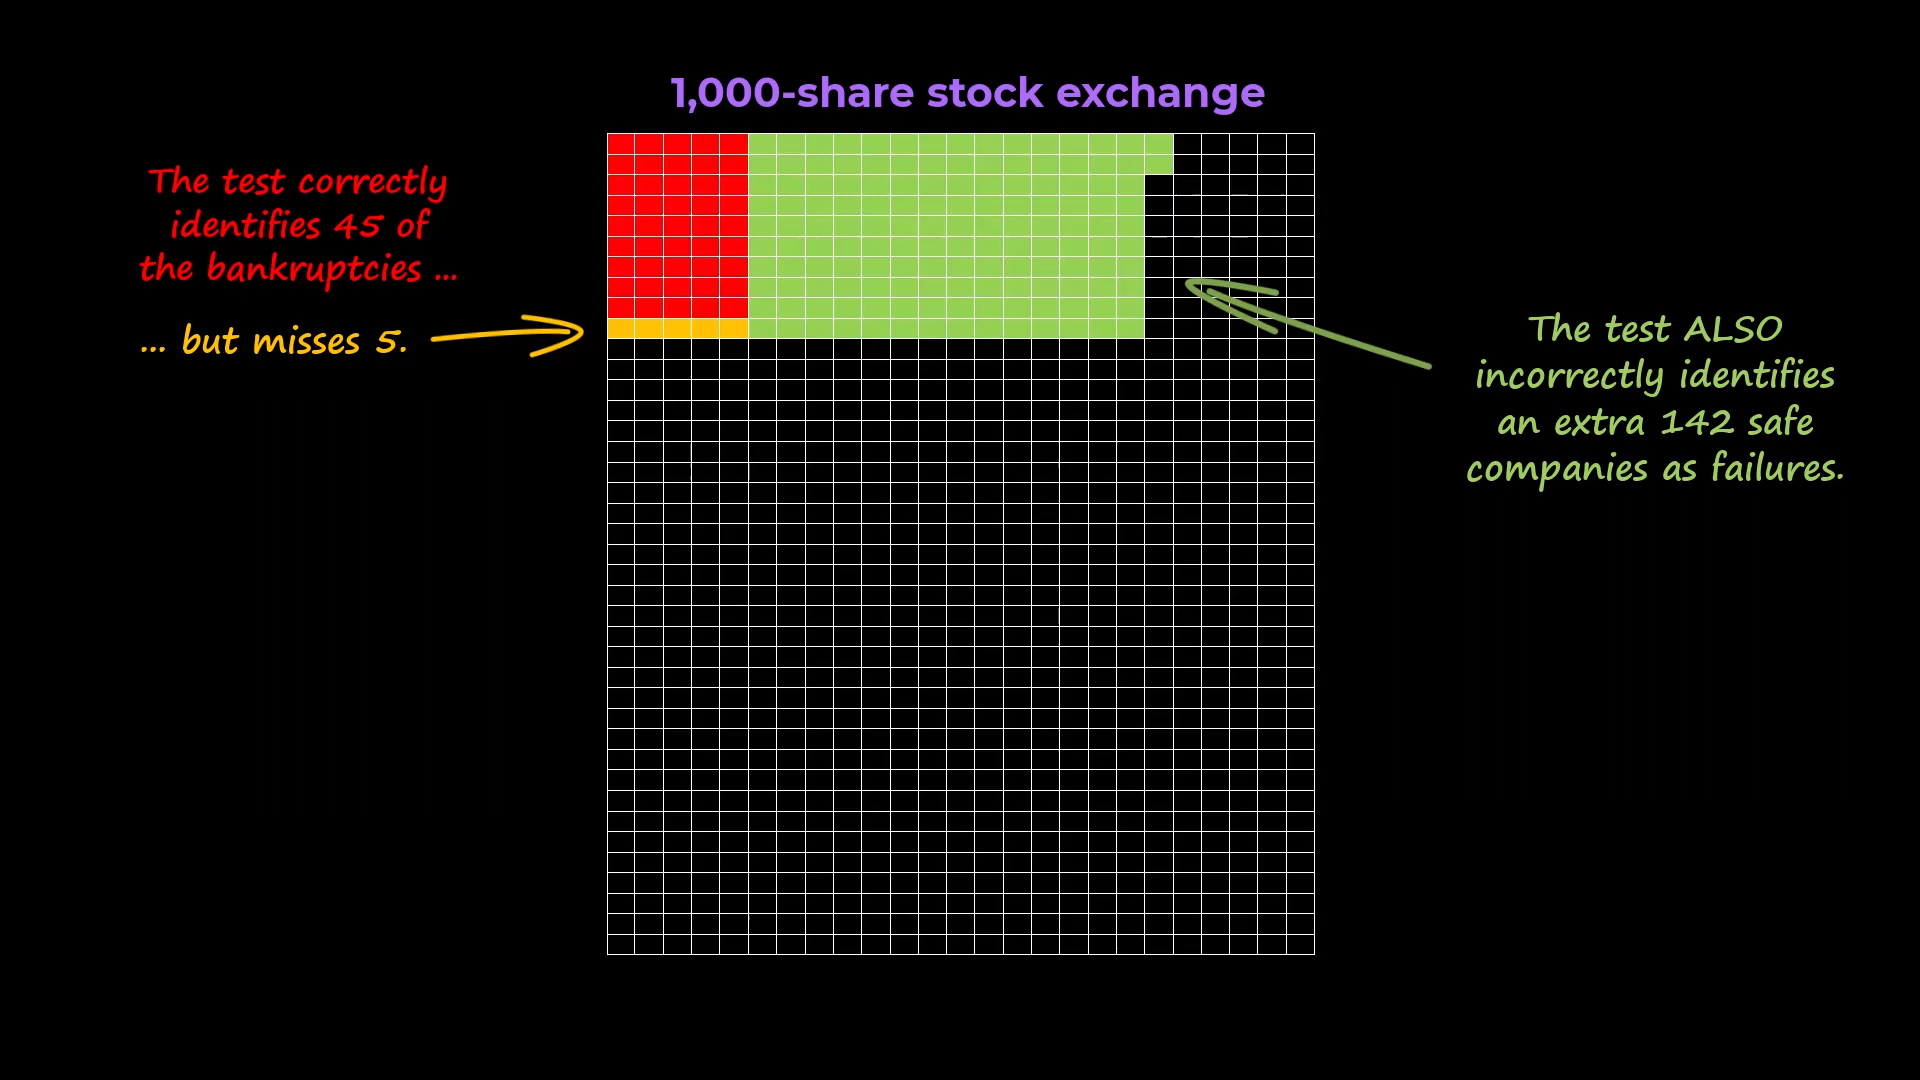 1,000-share stock exchange
The test correctly
identifies 45 of
the bankruptcies ...
... but misses 5.
The test ALSO
incorrectly identifies
an extra 142 safe
companies as failures.